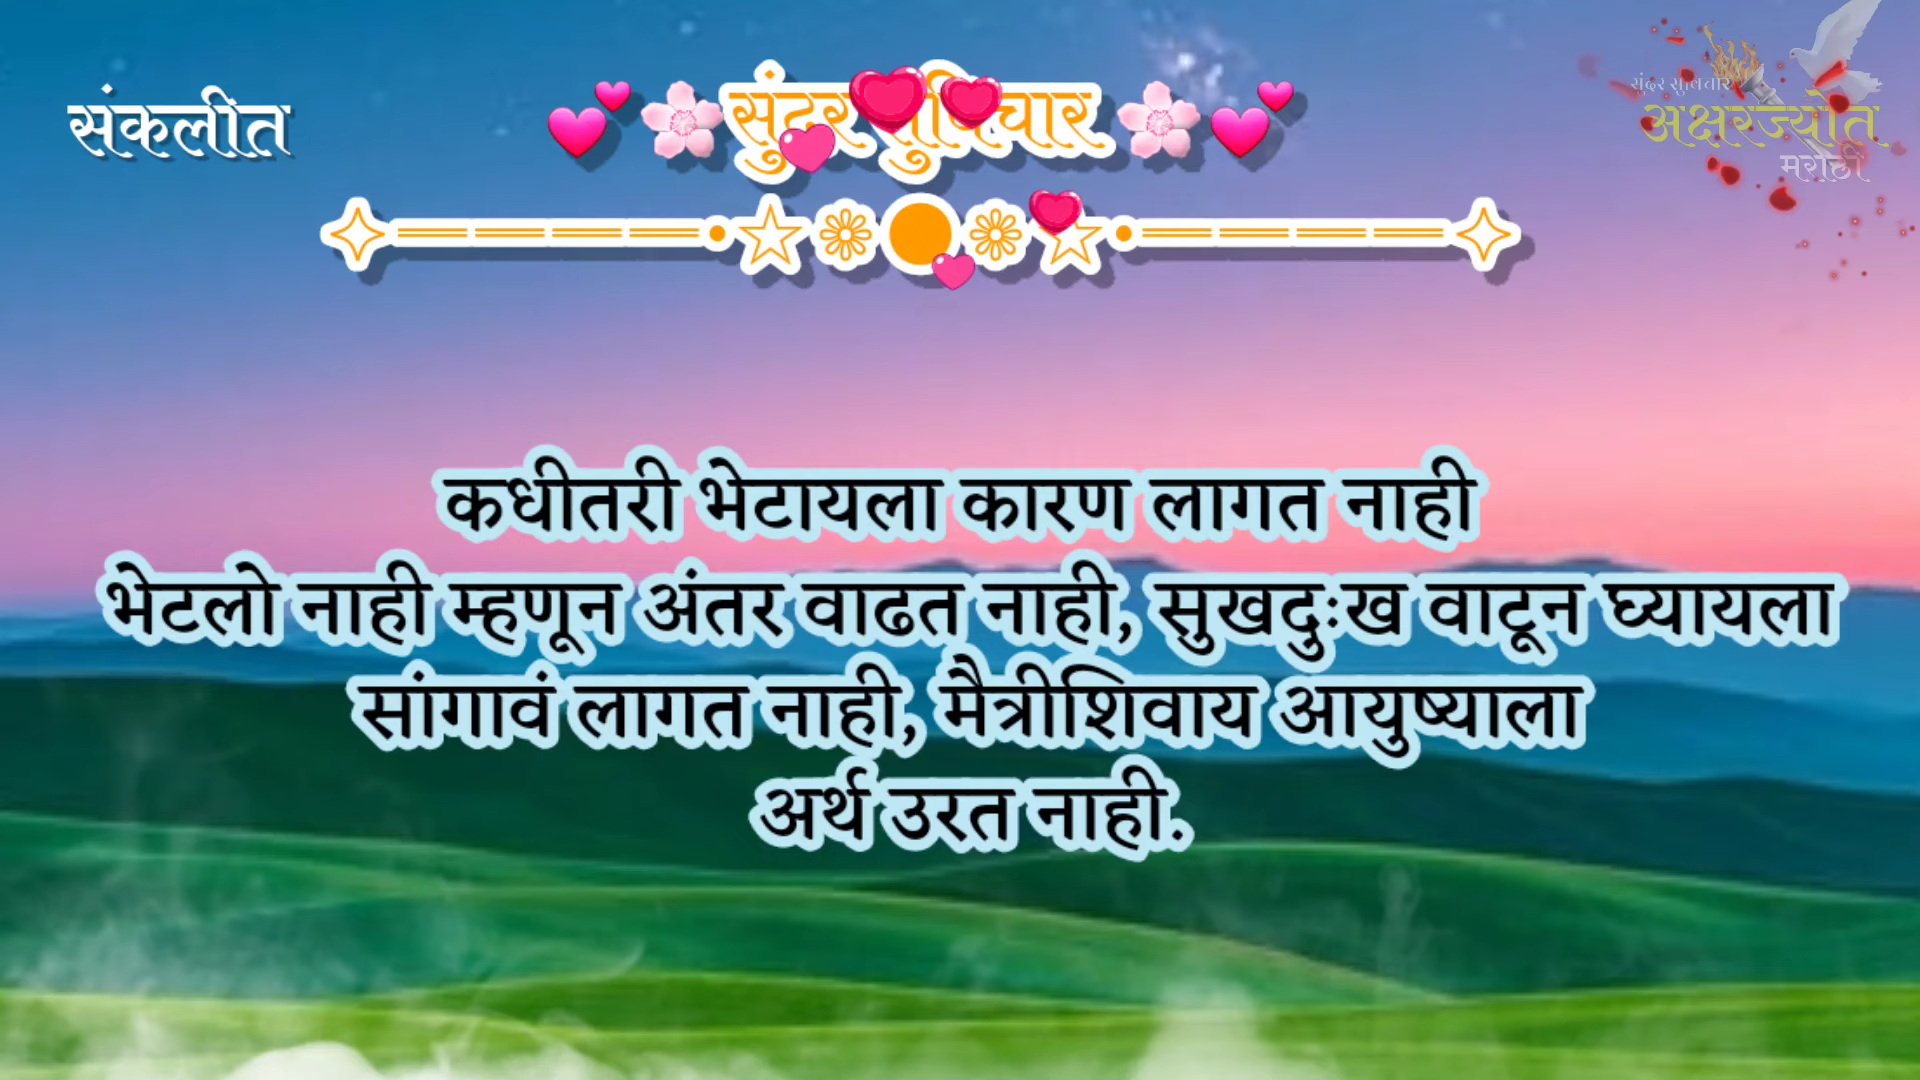 संकलीत
सुंदर सुविचार
सुंदर सुविचार
अक्षरज्योत
मराठी
कधीतरी भेटायला कारण लागत नाही
भेटलो नाही म्हणून अंतर वाढत नाही, सुखदुःख वाटून घ्यायला
सांगावं लागत नाही, मैत्रीशिवाय आयुष्याला
अर्थ उरत नाही.